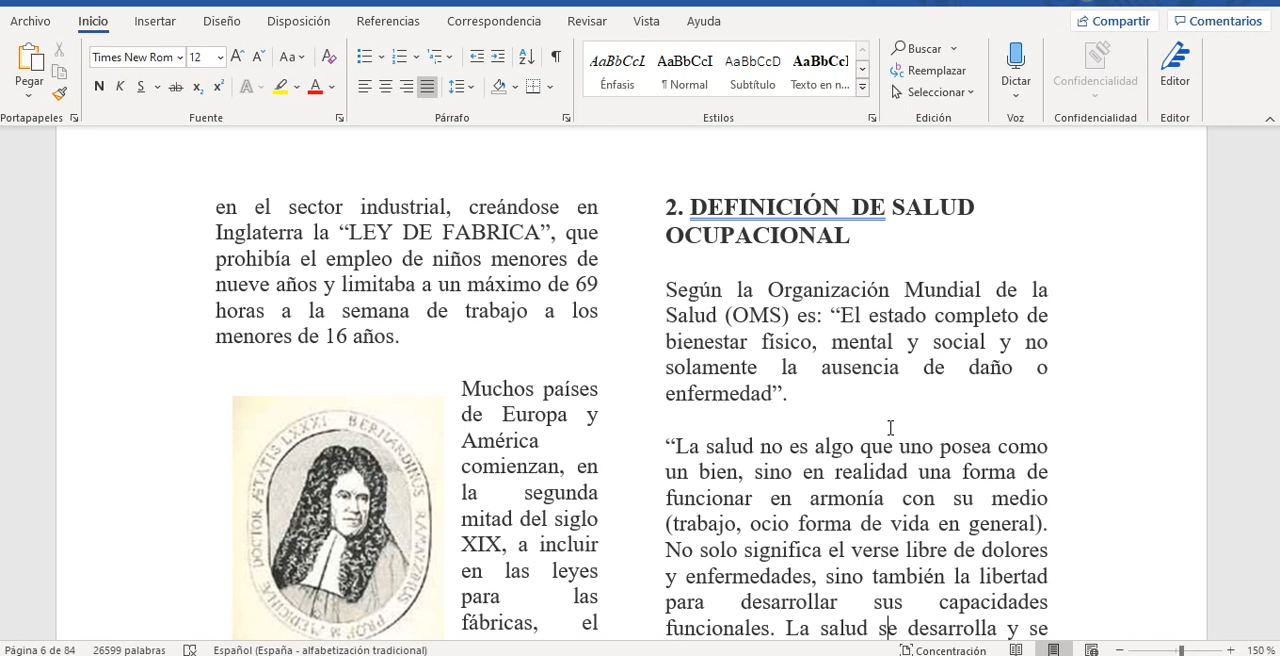 Archivo Inicio Insertar Diseño Disposición Referencias Correspondencia Revisar Vista Ayuda Compartir Comentarios
Pegar
Times New Rom 12 Aa
N K S ab x₂ x² A A
AaBbCcI AaBbCcI AaBbCcD AaBbCcI
Énfasis ¶ Normal Subtítulo Texto en n...
Buscar
Reemplazar
Seleccionar
Dictar
Confidencialidad
Editor
Portapapeles Fuente Párrafo Estilos Edición Voz Confidencialidad Editor
en el sector industrial, creándose en
Inglaterra la “LEY DE FABRICA”, que
prohibía el empleo de niños menores de
nueve años y limitaba a un máximo de 69
horas a la semana de trabajo a los
menores de 16 años.
Muchos países
de Europa y
América
comienzan, en
la segunda
mitad del siglo
XIX, a incluir
en las leyes
para las
fábricas, el
DOCTOR ÆTATIS LXXXI BERNARDINUS RAMAZZINUS
2. DEFINICIÓN DE SALUD
OCUPACIONAL
Según la Organización Mundial de la
Salud (OMS) es: “El estado completo de
bienestar físico, mental y social y no
solamente la ausencia de daño o
enfermedad”.
“La salud no es algo que uno posea como
un bien, sino en realidad una forma de
funcionar en armonía con su medio
(trabajo, ocio forma de vida en general).
No solo significa el verse libre de dolores
y enfermedades, sino también la libertad
para desarrollar sus capacidades
funcionales. La salud se desarrolla y se
Página 6 de 84 26599 palabras Español (España - alfabetización tradicional) Concentración 150 %